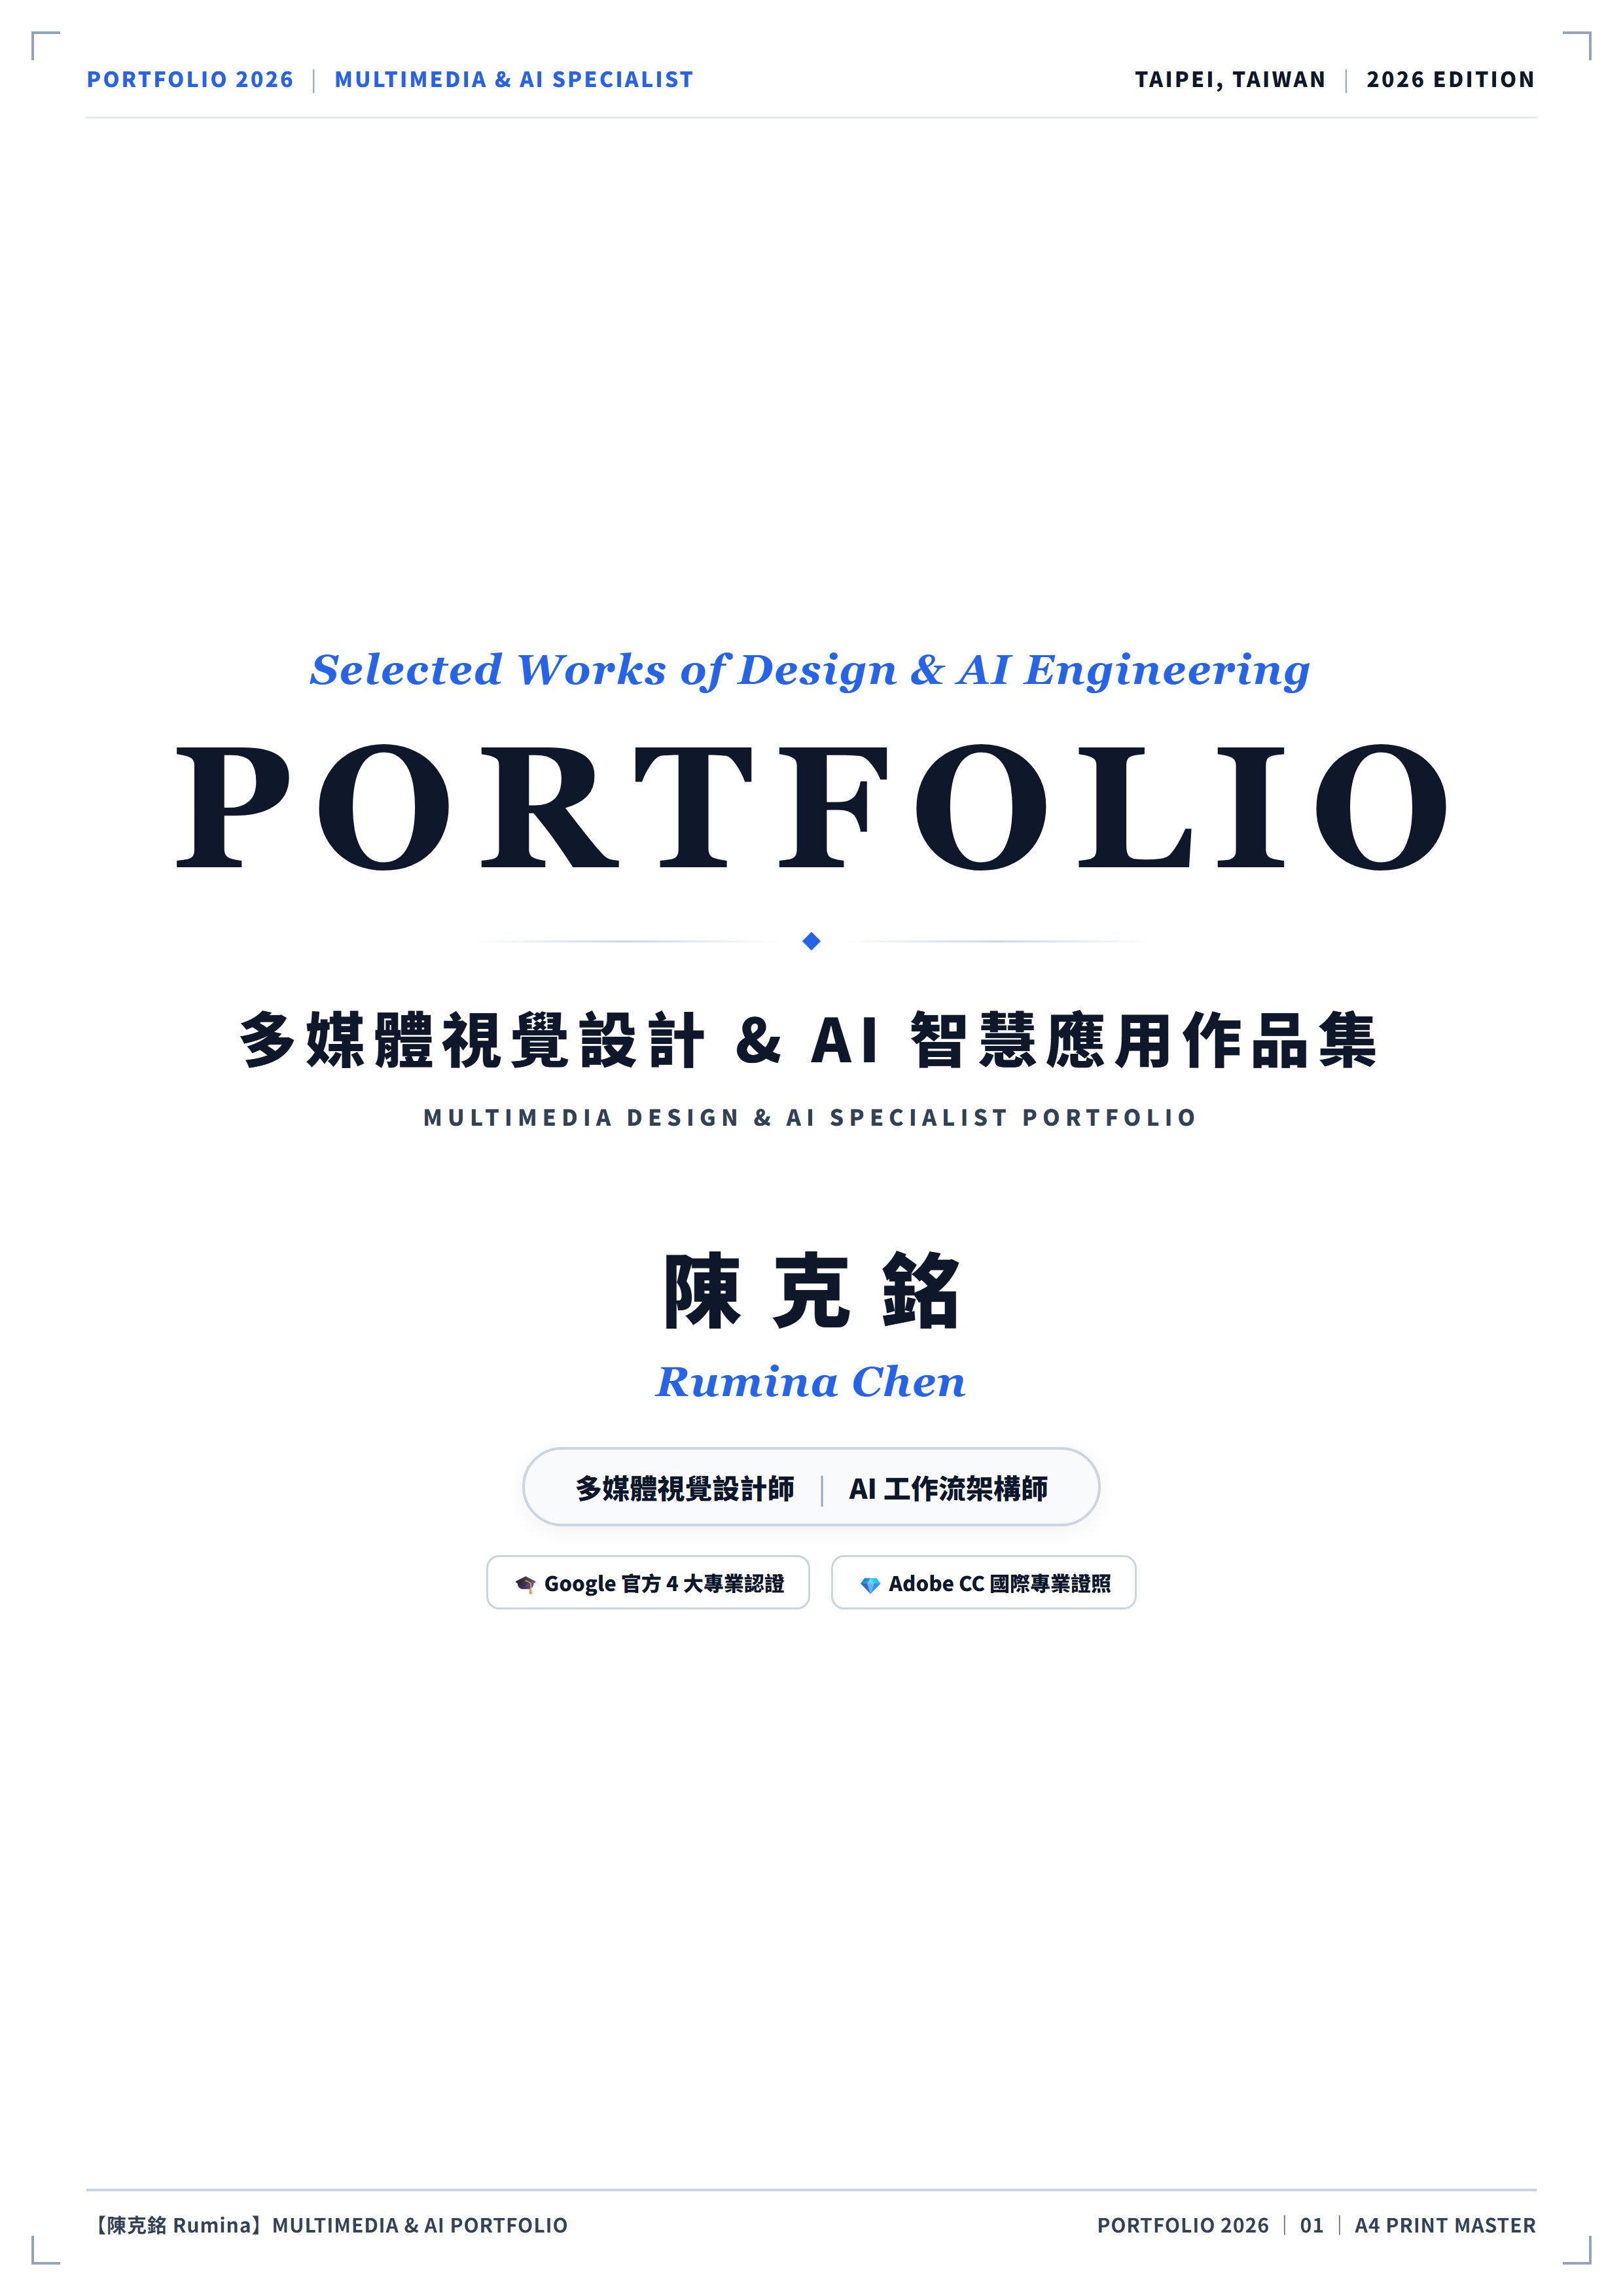 PORTFOLIO 2026 | MULTIMEDIA & AI SPECIALIST
TAIPEI, TAIWAN | 2026 EDITION
Selected Works of Design & AI Engineering
PORTFOLIO
多媒體視覺設計 & AI 智慧應用作品集
MULTIMEDIA DESIGN & AI SPECIALIST PORTFOLIO
陳克銘
Rumina Chen
多媒體視覺設計師 | AI 工作流架構師
🎓 Google 官方 4 大專業認證
💎 Adobe CC 國際專業證照
【陳克銘 Rumina】MULTIMEDIA & AI PORTFOLIO
PORTFOLIO 2026 | 01 | A4 PRINT MASTER